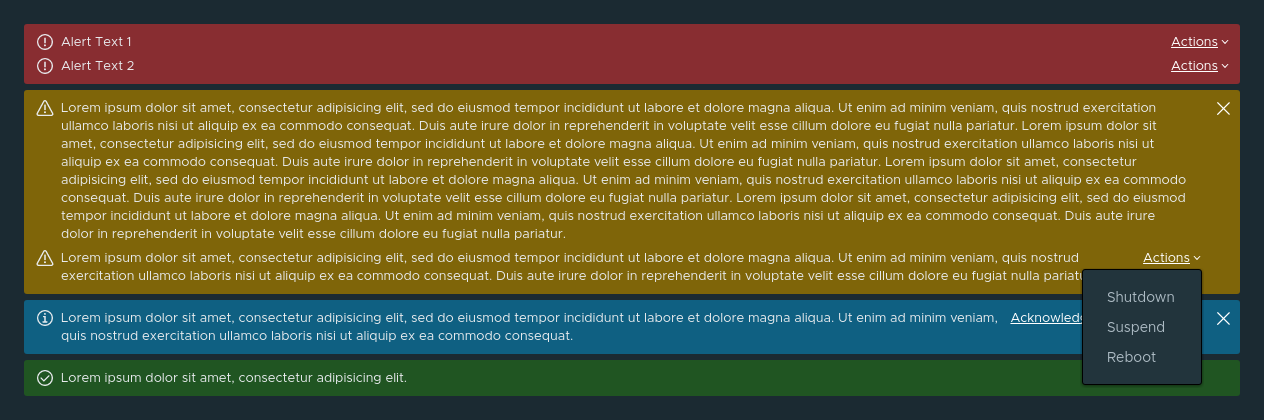 Alert Text 1 Actions
Alert Text 2 Actions
Lorem ipsum dolor sit amet, consectetur adipisicing elit, sed do eiusmod tempor incididunt ut labore et dolore magna aliqua. Ut enim ad minim veniam, quis nostrud exercitation
ullamco laboris nisi ut aliquip ex ea commodo consequat. Duis aute irure dolor in reprehenderit in voluptate velit esse cillum dolore eu fugiat nulla pariatur. Lorem ipsum dolor sit
amet, consectetur adipisicing elit, sed do eiusmod tempor incididunt ut labore et dolore magna aliqua. Ut enim ad minim veniam, quis nostrud exercitation ullamco laboris nisi ut
aliquip ex ea commodo consequat. Duis aute irure dolor in reprehenderit in voluptate velit esse cillum dolore eu fugiat nulla pariatur. Lorem ipsum dolor sit amet, consectetur
adipisicing elit, sed do eiusmod tempor incididunt ut labore et dolore magna aliqua. Ut enim ad minim veniam, quis nostrud exercitation ullamco laboris nisi ut aliquip ex ea commodo
consequat. Duis aute irure dolor in reprehenderit in voluptate velit esse cillum dolore eu fugiat nulla pariatur. Lorem ipsum dolor sit amet, consectetur adipisicing elit, sed do eiusmod
tempor incididunt ut labore et dolore magna aliqua. Ut enim ad minim veniam, quis nostrud exercitation ullamco laboris nisi ut aliquip ex ea commodo consequat. Duis aute irure
dolor in reprehenderit in voluptate velit esse cillum dolore eu fugiat nulla pariatur.
Lorem ipsum dolor sit amet, consectetur adipisicing elit, sed do eiusmod tempor incididunt ut labore et dolore magna aliqua. Ut enim ad minim veniam, quis nostrud Actions
exercitation ullamco laboris nisi ut aliquip ex ea commodo consequat. Duis aute irure dolor in reprehenderit in voluptate velit esse cillum dolore eu fugiat nulla
Shutdown
Suspend
Reboot
Lorem ipsum dolor sit amet, consectetur adipisicing elit, sed do eiusmod tempor incididunt ut labore et dolore magna aliqua. Ut enim ad minim veniam,
quis nostrud exercitation ullamco laboris nisi ut aliquip ex ea commodo consequat.
Lorem ipsum dolor sit amet, consectetur adipisicing elit.